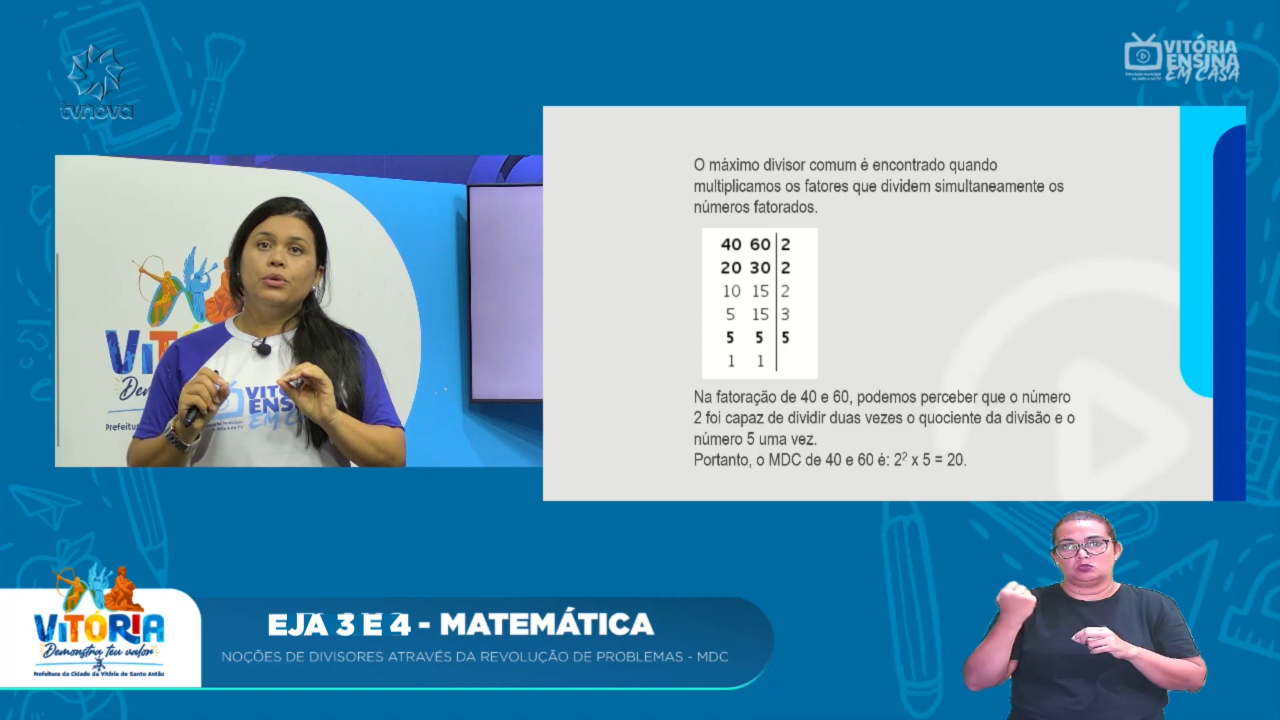 tvnova
VITÓRIA
ENSINA
EM CASA
O máximo divisor comum é encontrado quando
multiplicamos os fatores que dividem simultaneamente os
números fatorados.
40 60 2
20 30 2
10 15 2
5 15 3
5 5 5
1 1
Na fatoração de 40 e 60, podemos perceber que o número
2 foi capaz de dividir duas vezes o quociente da divisão e o
número 5 uma vez.
Portanto, o MDC de 40 e 60 é: 2² x 5 = 20.
EJA 3 E 4 - MATEMÁTICA
NOÇÕES DE DIVISORES ATRAVÉS DA REVOLUÇÃO DE PROBLEMAS - MDC
VITÓRIA
Demonstra teu valor
Prefeitura da Cidade da Vitória de Santo Antão